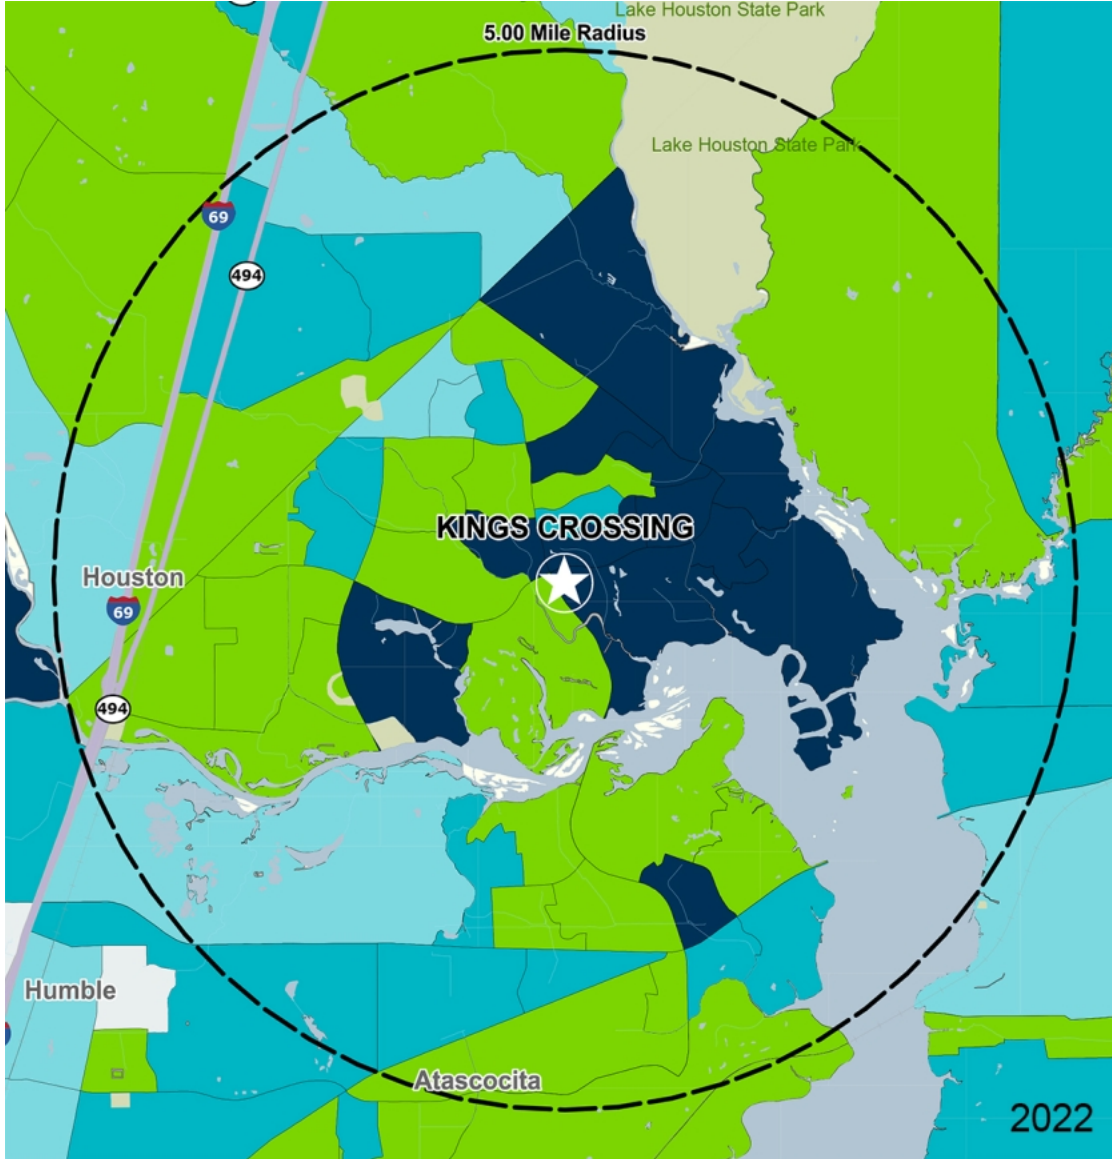 Lake Houston State Park
5.00 Mile Radius
Lake Houston State Park
69
494
KINGS CROSSING
Houston
69
494
Humble
Atascocita
2022